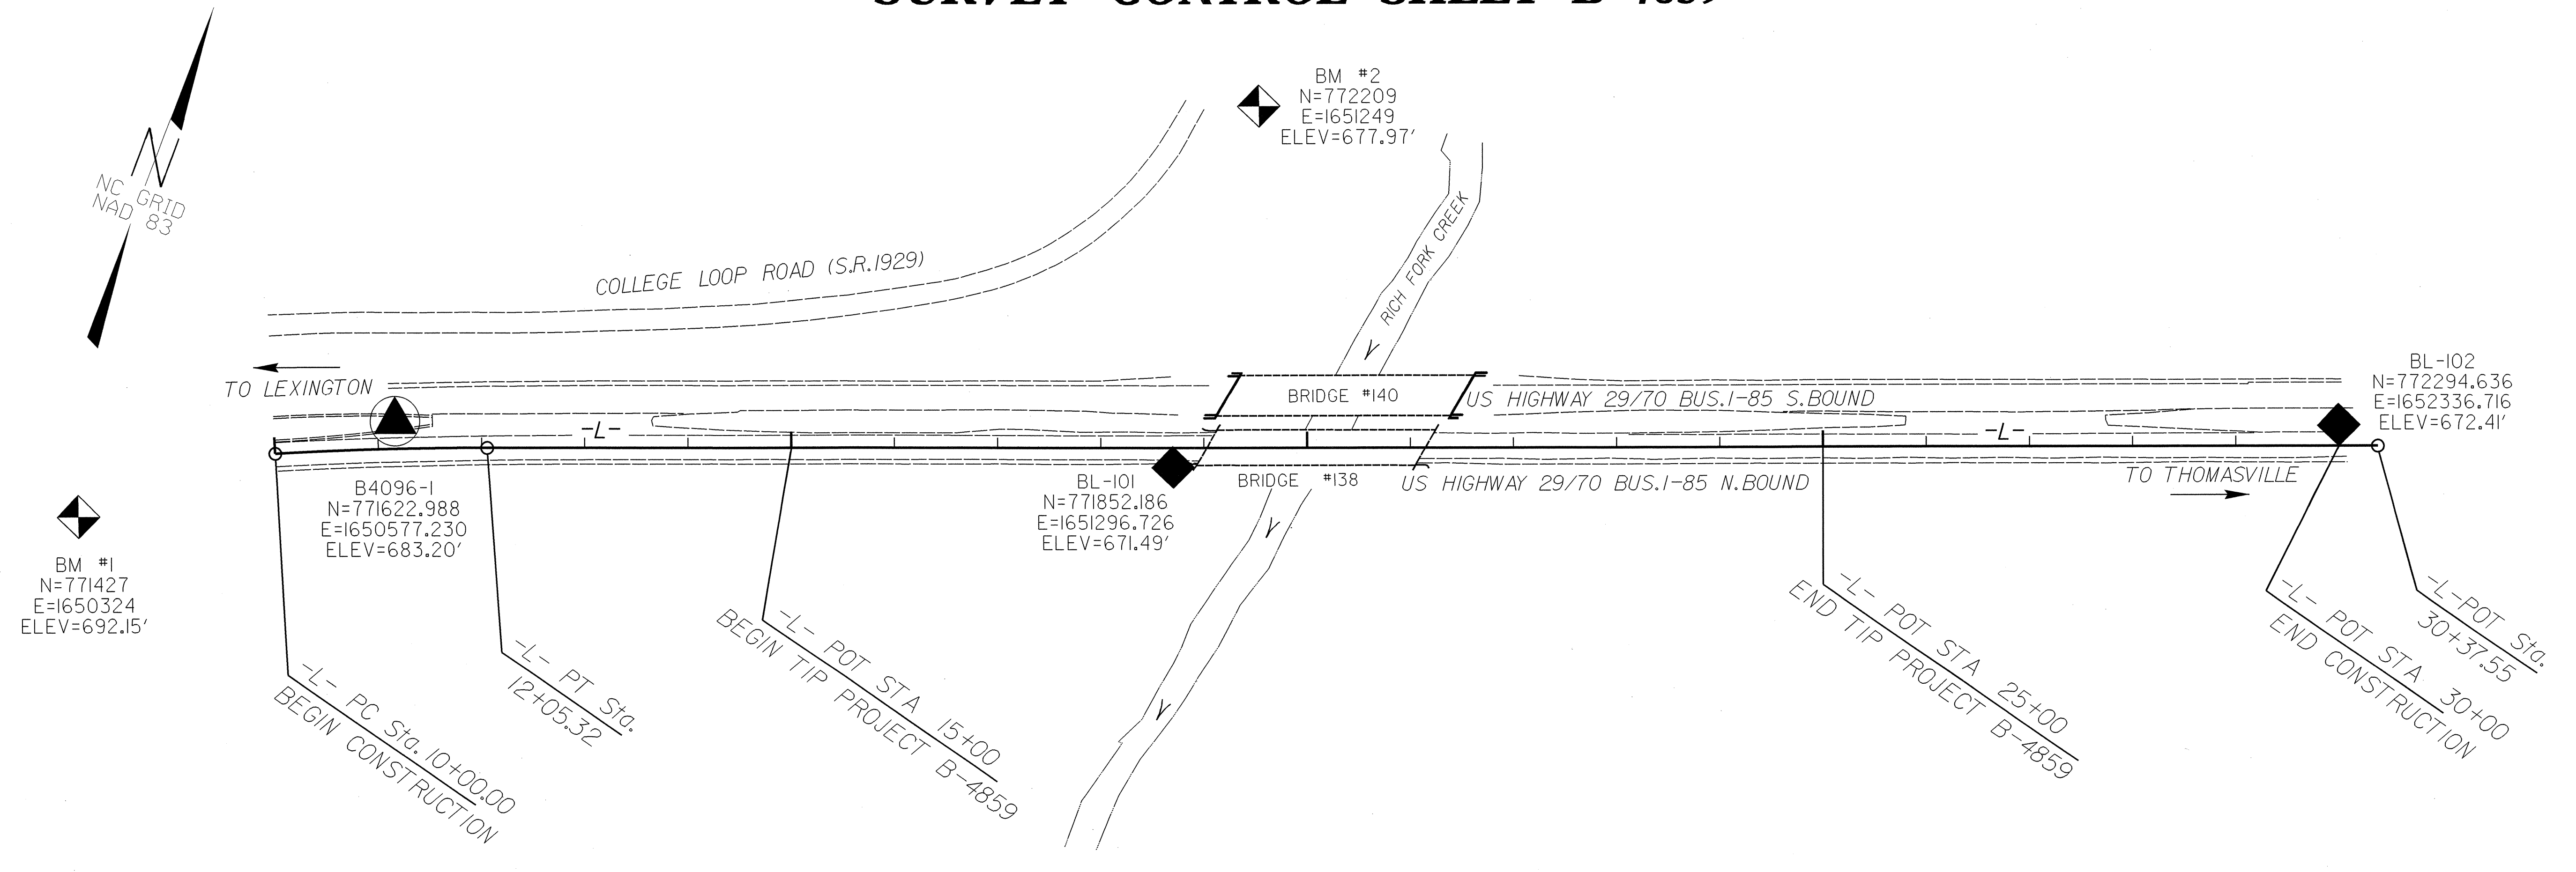 SURVEY CONTROL SHEET B-4859
BM #2
N=772209
E=1651249
ELEV=677.97'
NC GRID
NAD 83
COLLEGE LOOP ROAD (S.R.1929)
RICH FORK CREEK
TO LEXINGTON
BRIDGE #140
US HIGHWAY 29/70 BUS.I-85 S.BOUND
BL-102
N=772294.636
E=1652336.716
ELEV=672.41'
-L-
-L-
B4096-1
N=771622.988
E=1650577.230
ELEV=683.20'
BL-101
N=771852.186
E=1651296.726
ELEV=671.49'
BRIDGE #138
US HIGHWAY 29/70 BUS.I-85 N.BOUND
TO THOMASVILLE
BM #1
N=771427
E=1650324
ELEV=692.15'
-L- PC Sta. 10+00.00
BEGIN CONSTRUCTION
-L- PT Sta.
12+05.32
-L- POT STA 15+00
BEGIN TIP PROJECT B-4859
-L- POT STA 25+00
END TIP PROJECT B-4859
-L- POT STA 30+00
END CONSTRUCTION
-L-POT Sta.
30+37.55